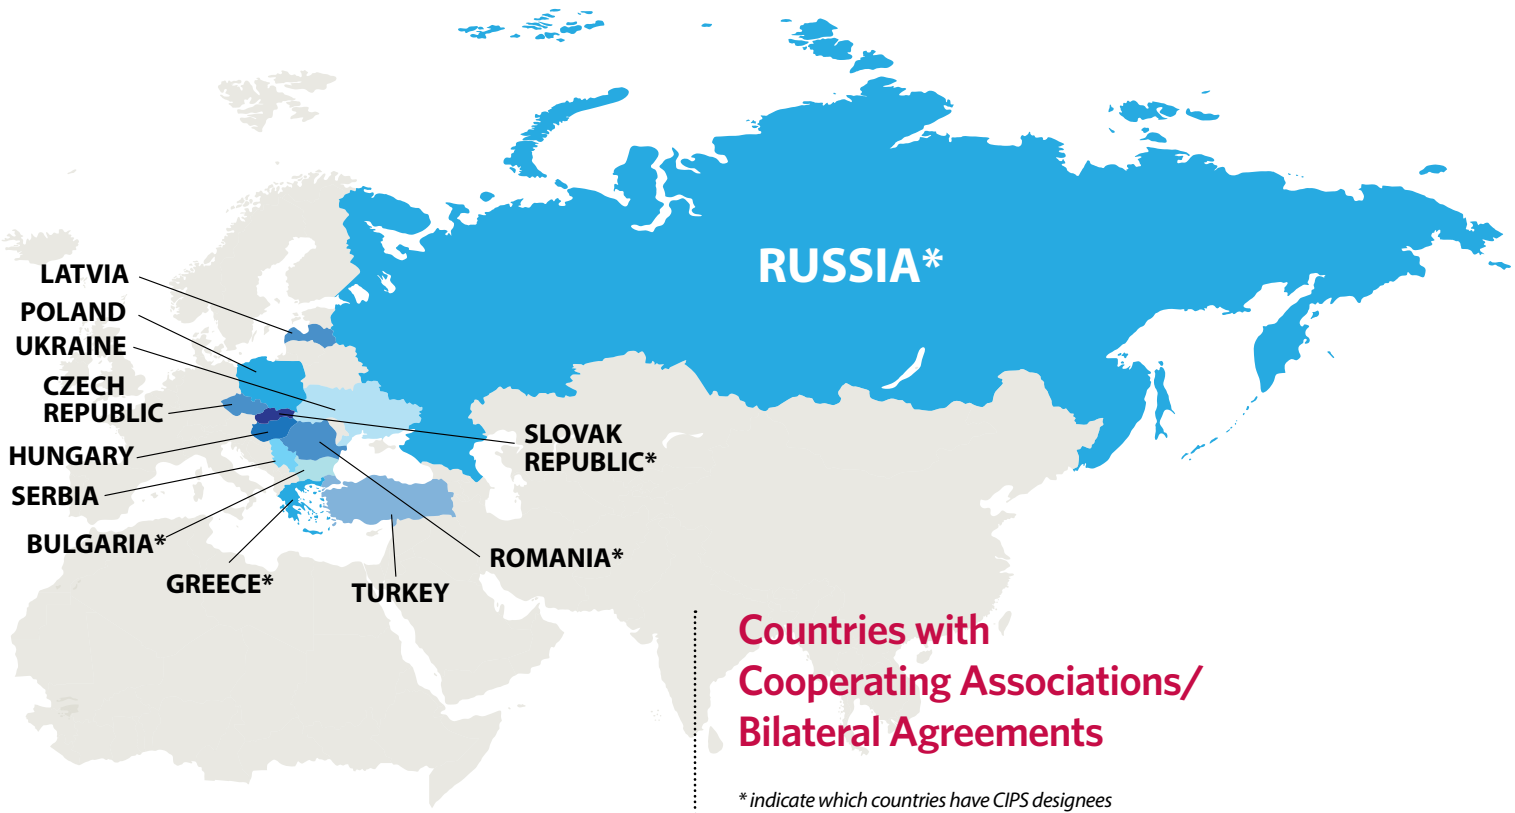 RUSSIA*
LATVIA
POLAND
UKRAINE
CZECH
REPUBLIC
HUNGARY
SERBIA
BULGARIA*
GREECE*
TURKEY
ROMANIA*
SLOVAK
REPUBLIC*
Countries with
Cooperating Associations/
Bilateral Agreements
* indicate which countries have CIPS designees